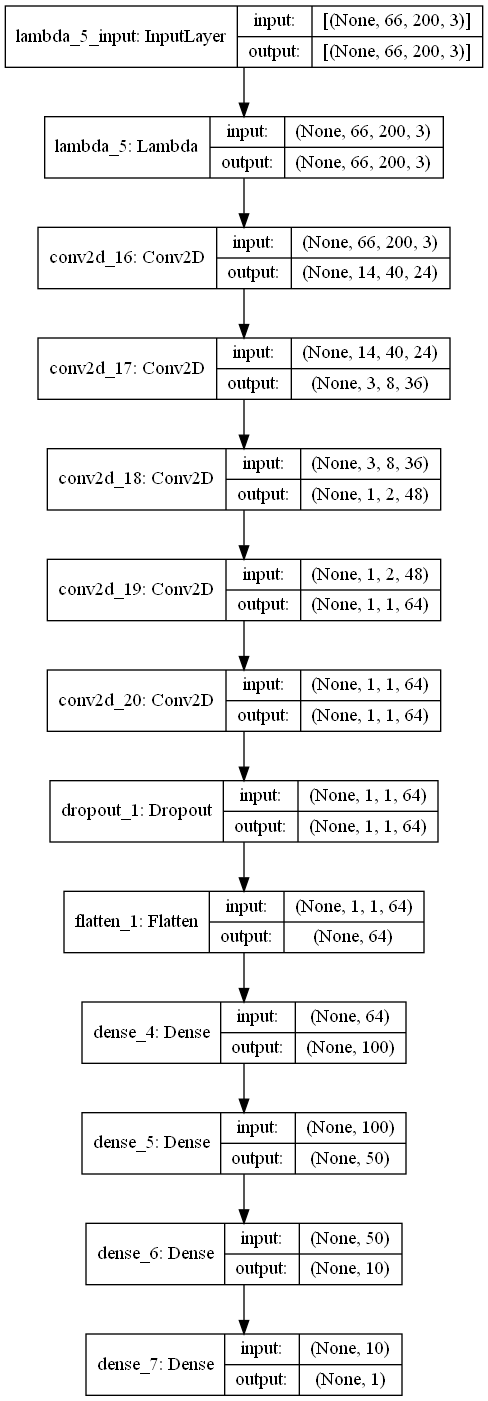 lambda_5_input: InputLayer
input: [(None, 66, 200, 3)]
output: [(None, 66, 200, 3)]
lambda_5: Lambda
input: (None, 66, 200, 3)
output: (None, 66, 200, 3)
conv2d_16: Conv2D
input: (None, 66, 200, 3)
output: (None, 14, 40, 24)
conv2d_17: Conv2D
input: (None, 14, 40, 24)
output: (None, 3, 8, 36)
conv2d_18: Conv2D
input: (None, 3, 8, 36)
output: (None, 1, 2, 48)
conv2d_19: Conv2D
input: (None, 1, 2, 48)
output: (None, 1, 1, 64)
conv2d_20: Conv2D
input: (None, 1, 1, 64)
output: (None, 1, 1, 64)
dropout_1: Dropout
input: (None, 1, 1, 64)
output: (None, 1, 1, 64)
flatten_1: Flatten
input: (None, 1, 1, 64)
output: (None, 64)
dense_4: Dense
input: (None, 64)
output: (None, 100)
dense_5: Dense
input: (None, 100)
output: (None, 50)
dense_6: Dense
input: (None, 50)
output: (None, 10)
dense_7: Dense
input: (None, 10)
output: (None, 1)